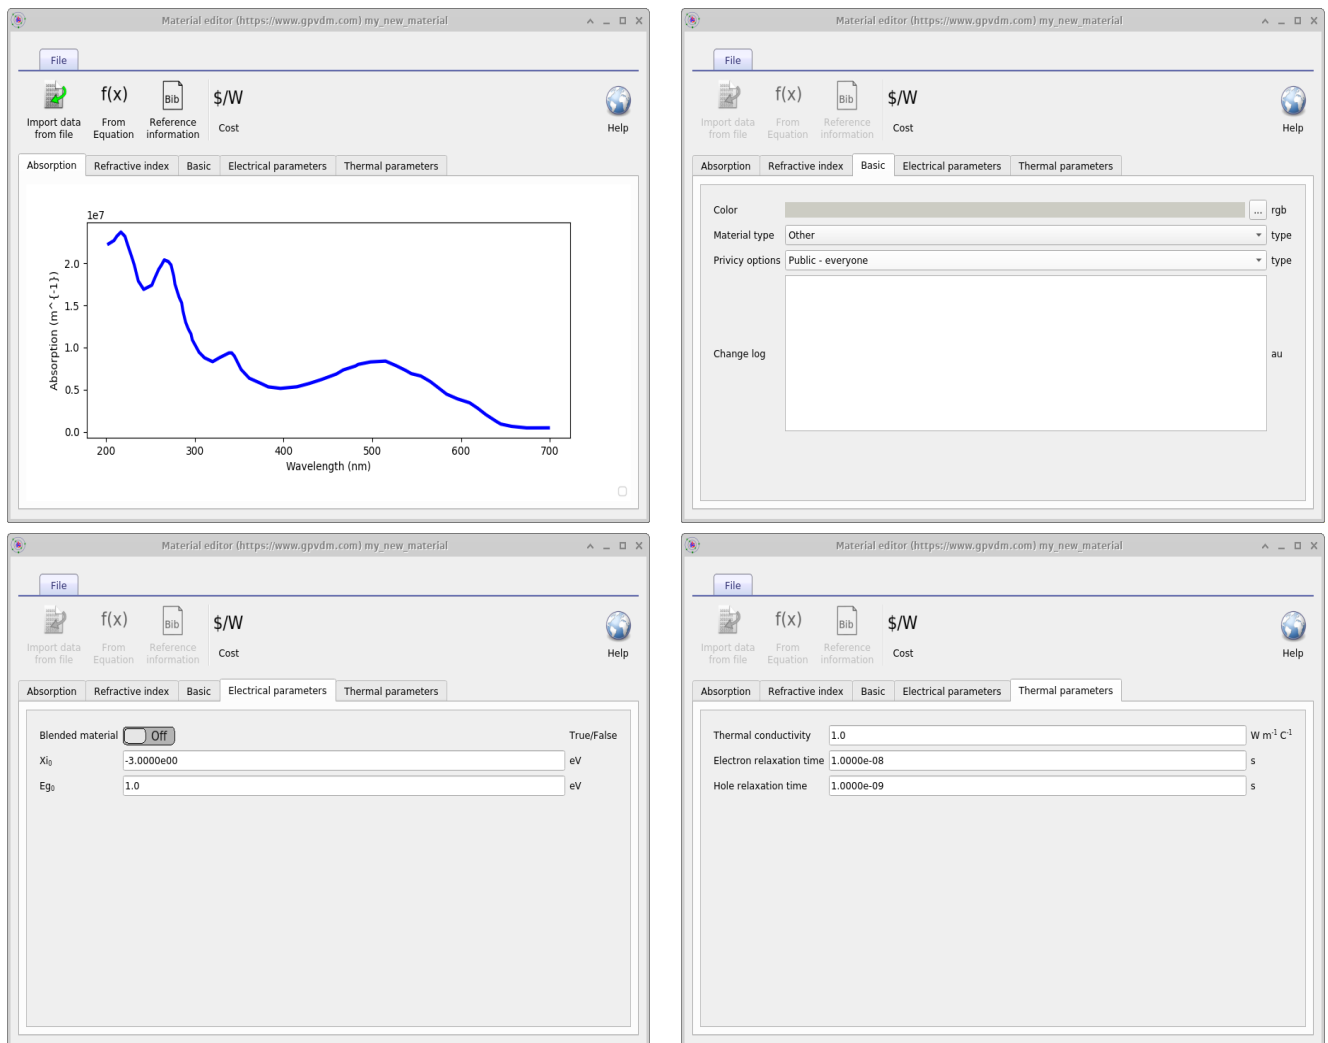 Material editor (https://www.gpvdm.com) my_new_material
File
Import data from file
f(x) From Equation
Bib Reference information
$/W Cost
Help
Absorption Refractive index Basic Electrical parameters Thermal parameters
1e7
Absorption (m^{-1})
2.0
1.5
1.0
0.5
0.0
200 300 400 500 600 700
Wavelength (nm)
Material editor (https://www.gpvdm.com) my_new_material
File
Import data from file
f(x) From Equation
Bib Reference information
$/W Cost
Help
Absorption Refractive index Basic Electrical parameters Thermal parameters
Color ... rgb
Material type Other type
Privicy options Public - everyone type
Change log au
Material editor (https://www.gpvdm.com) my_new_material
File
Import data from file
f(x) From Equation
Bib Reference information
$/W Cost
Help
Absorption Refractive index Basic Electrical parameters Thermal parameters
Blended material Off True/False
Xi₀ -3.0000e00 eV
Eg₀ 1.0 eV
Material editor (https://www.gpvdm.com) my_new_material
File
Import data from file
f(x) From Equation
Bib Reference information
$/W Cost
Help
Absorption Refractive index Basic Electrical parameters Thermal parameters
Thermal conductivity 1.0 W m⁻¹ C⁻¹
Electron relaxation time 1.0000e-08 s
Hole relaxation time 1.0000e-09 s